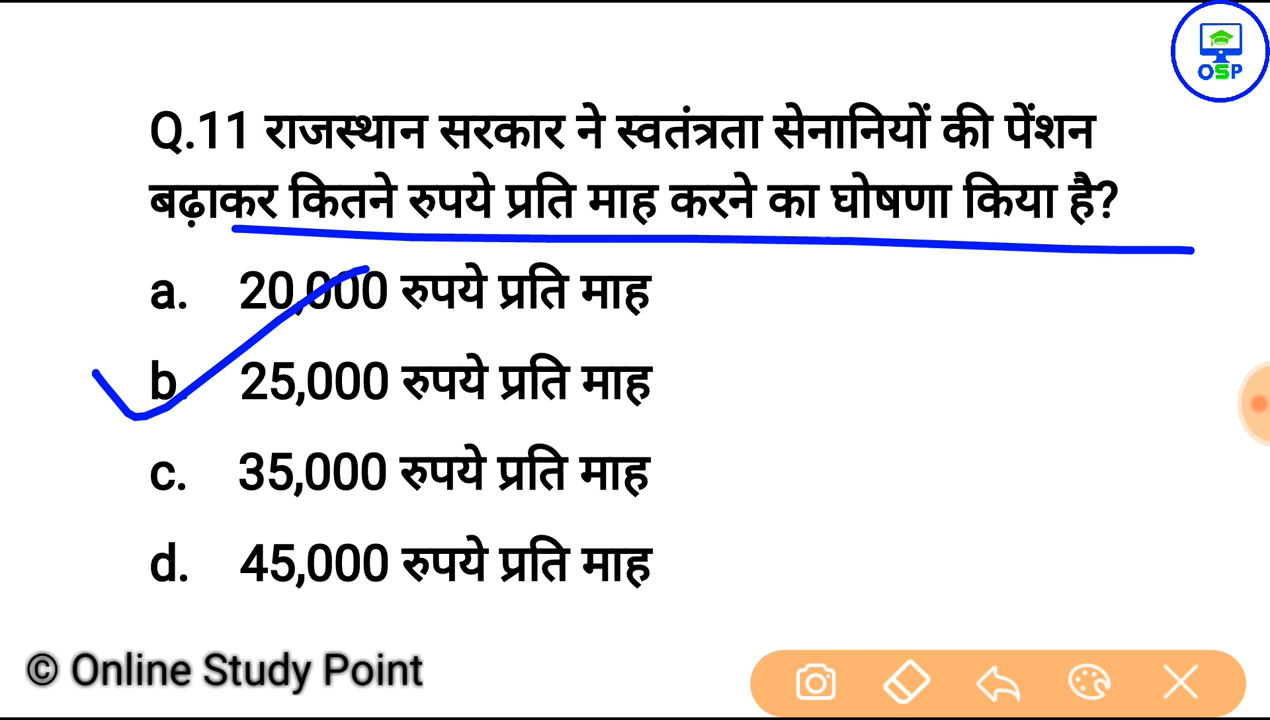 OSP
Q.11 राजस्थान सरकार ने स्वतंत्रता सेनानियों की पेंशन
बढ़ाकर कितने रुपये प्रति माह करने का घोषणा किया है?
a. 20,000 रुपये प्रति माह
b. 25,000 रुपये प्रति माह
c. 35,000 रुपये प्रति माह
d. 45,000 रुपये प्रति माह
© Online Study Point